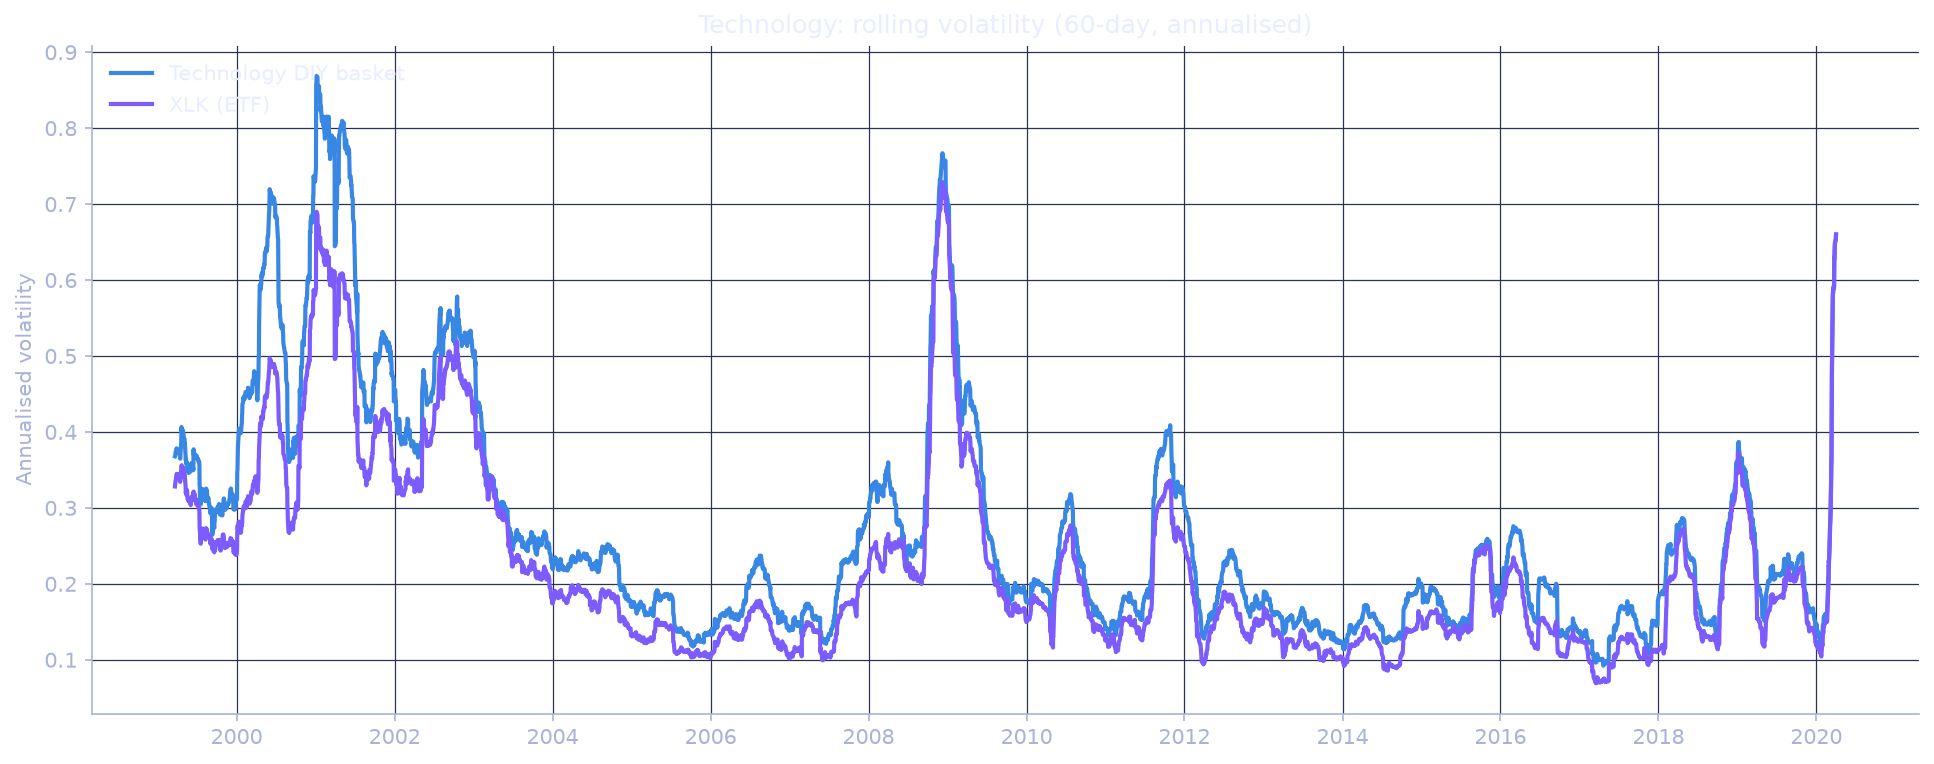 Technology: rolling volatility (60-day, annualised)
Technology DIY basket
XLK (ETF)
Annualised volatility
0.9
0.8
0.7
0.6
0.5
0.4
0.3
0.2
0.1
2000 2002 2004 2006 2008 2010 2012 2014 2016 2018 2020